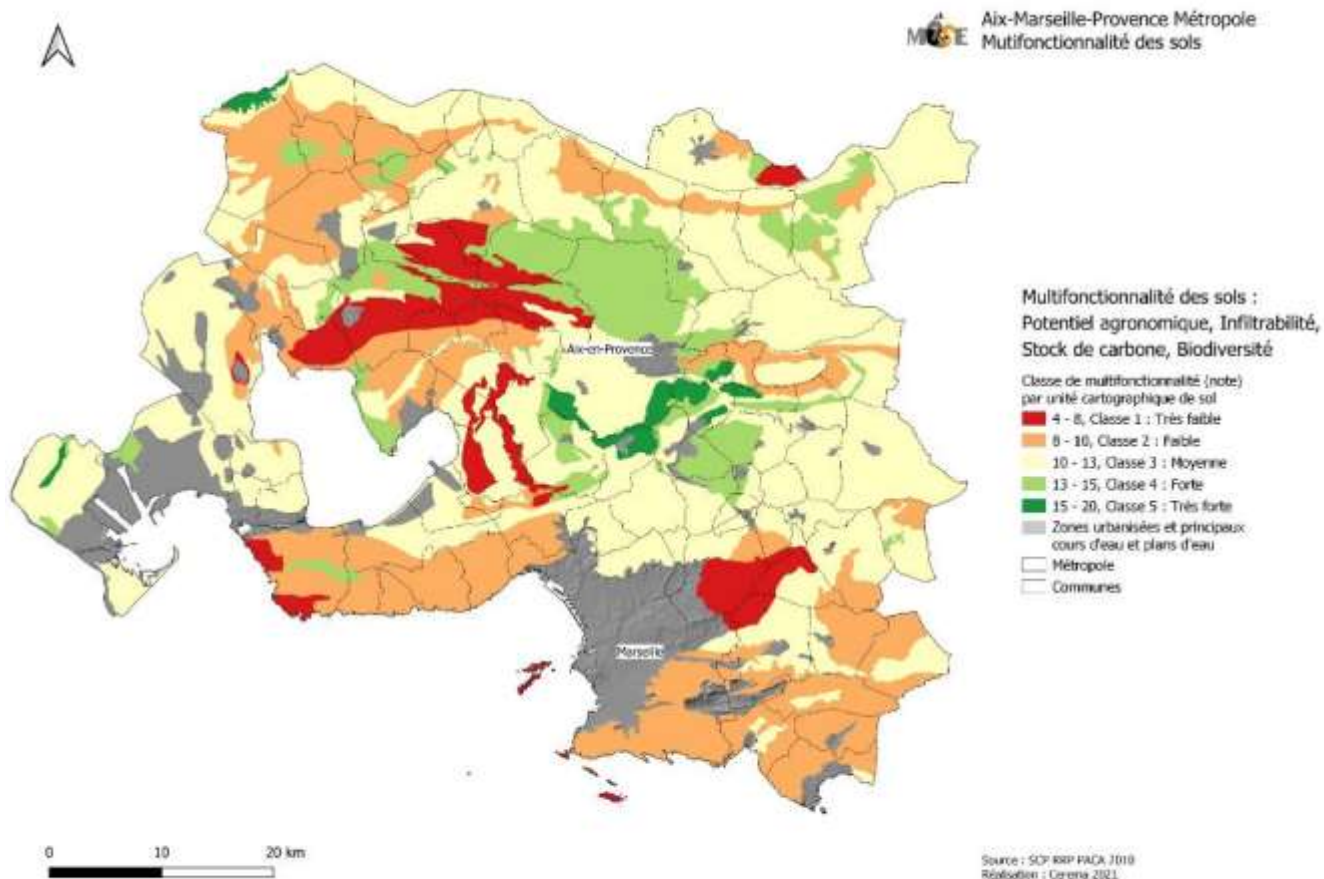 Aix-Marseille-Provence Métropole
Mutifonctionnalité des sols
Aix-en-Provence
Marseille
Multifonctionnalité des sols :
Potentiel agronomique, Infiltrabilité,
Stock de carbone, Biodiversité
Classe de multifonctionnalité (note)
par unité cartographique de sol
4 - 8, Classe 1 : Très faible
8 - 10, Classe 2 : Faible
10 - 13, Classe 3 : Moyenne
13 - 15, Classe 4 : Forte
15 - 20, Classe 5 : Très forte
Zones urbanisées et principaux
cours d'eau et plans d'eau
Métropole
Communes
0 10 20 km
Source : SCP RRP PACA
Réalisation : Cerema 2021